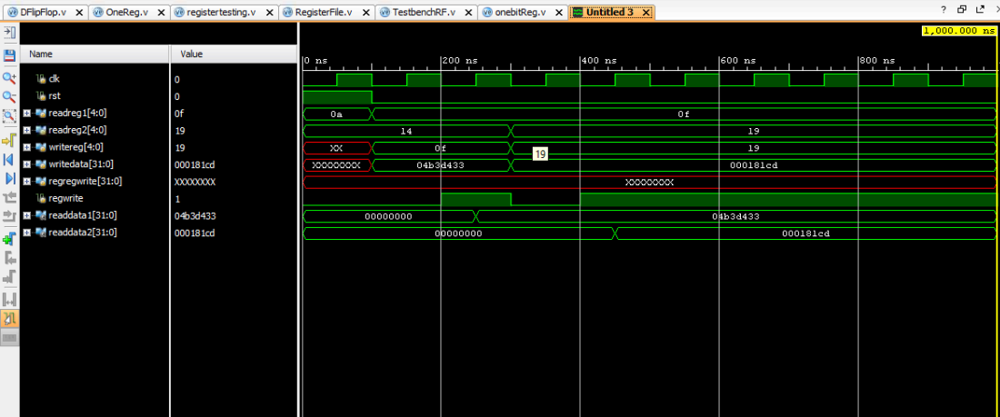 DFlipFlop.v x OneReg.v x registertesting.v x RegisterFile.v x TestbenchRF.v x onebitReg.v x Untitled 3 x
1,000.000 ns
Name Value
0 ns 200 ns 400 ns 600 ns 800 ns
clk 0
rst 0
readreg1[4:0] 0f 0a 0f
readreg2[4:0] 19 14 19
writereg[4:0] 19 XX 0f 19
19
writedata[31:0] 000181cd XXXXXXXX 04b3d433 000181cd
regregwrite[31:0] XXXXXXXX XXXXXXXX
regwrite 1
readdata1[31:0] 04b3d433 00000000 04b3d433
readdata2[31:0] 000181cd 00000000 000181cd